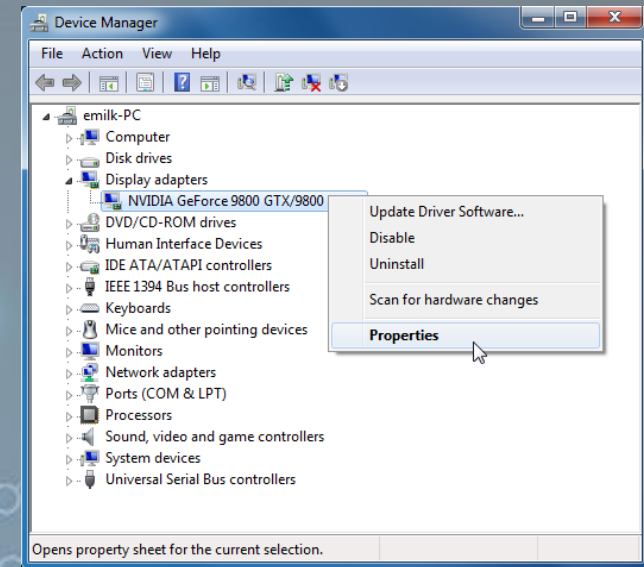 Device Manager
File Action View Help
emilk-PC
Computer
Disk drives
Display adapters
NVIDIA GeForce 9800 GTX/9800
DVD/CD-ROM drives
Human Interface Devices
IDE ATA/ATAPI controllers
IEEE 1394 Bus host controllers
Keyboards
Mice and other pointing devices
Monitors
Network adapters
Ports (COM & LPT)
Processors
Sound, video and game controllers
System devices
Universal Serial Bus controllers
Update Driver Software...
Disable
Uninstall
Scan for hardware changes
Properties
Opens property sheet for the current selection.